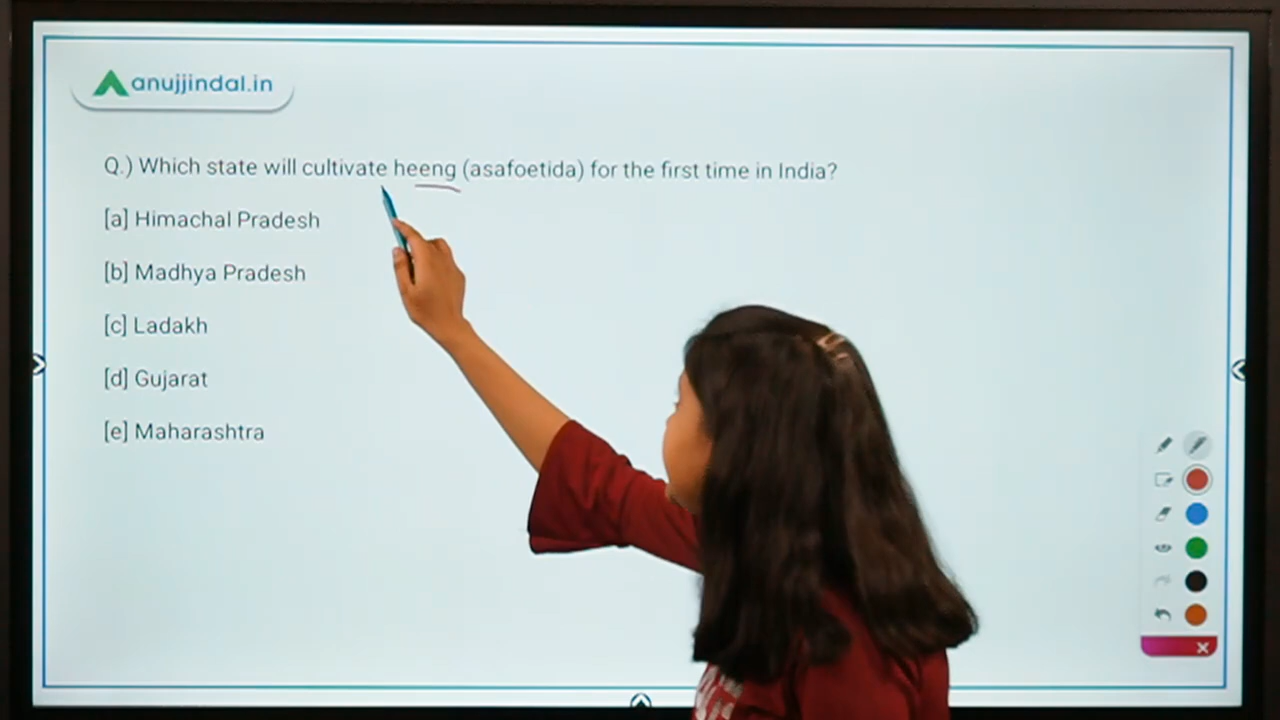 anujjindal.in
Q.) Which state will cultivate heeng (asafoetida) for the first time in India?
[a] Himachal Pradesh
[b] Madhya Pradesh
[c] Ladakh
[d] Gujarat
[e] Maharashtra